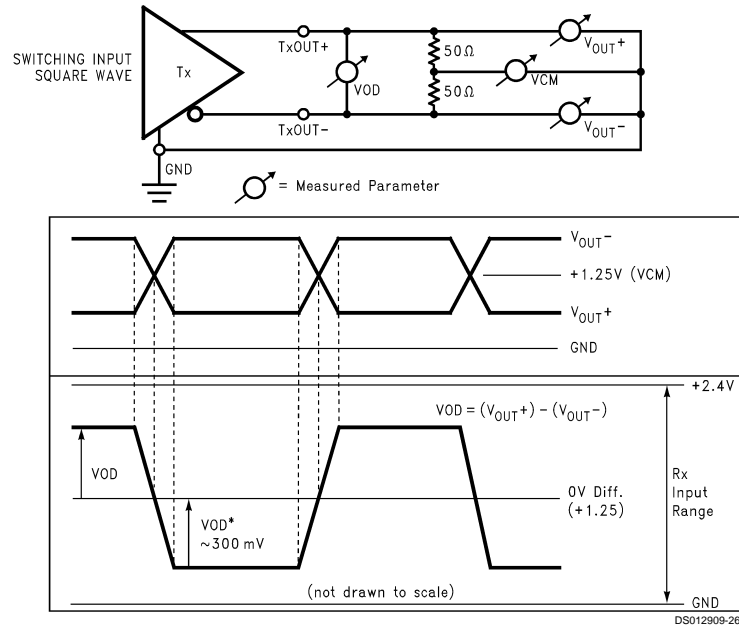 SWITCHING INPUT
SQUARE WAVE
Tx
TxOUT+
TxOUT-
VOD
50Ω
50Ω
VCM
VOUT+
VOUT-
GND
= Measured Parameter
VOUT-
+1.25V (VCM)
VOUT+
GND
+2.4V
VOD = (VOUT+) - (VOUT-)
VOD
0V Diff.
(+1.25)
VOD*
~300 mV
Rx
Input
Range
(not drawn to scale)
GND
DS012909-26